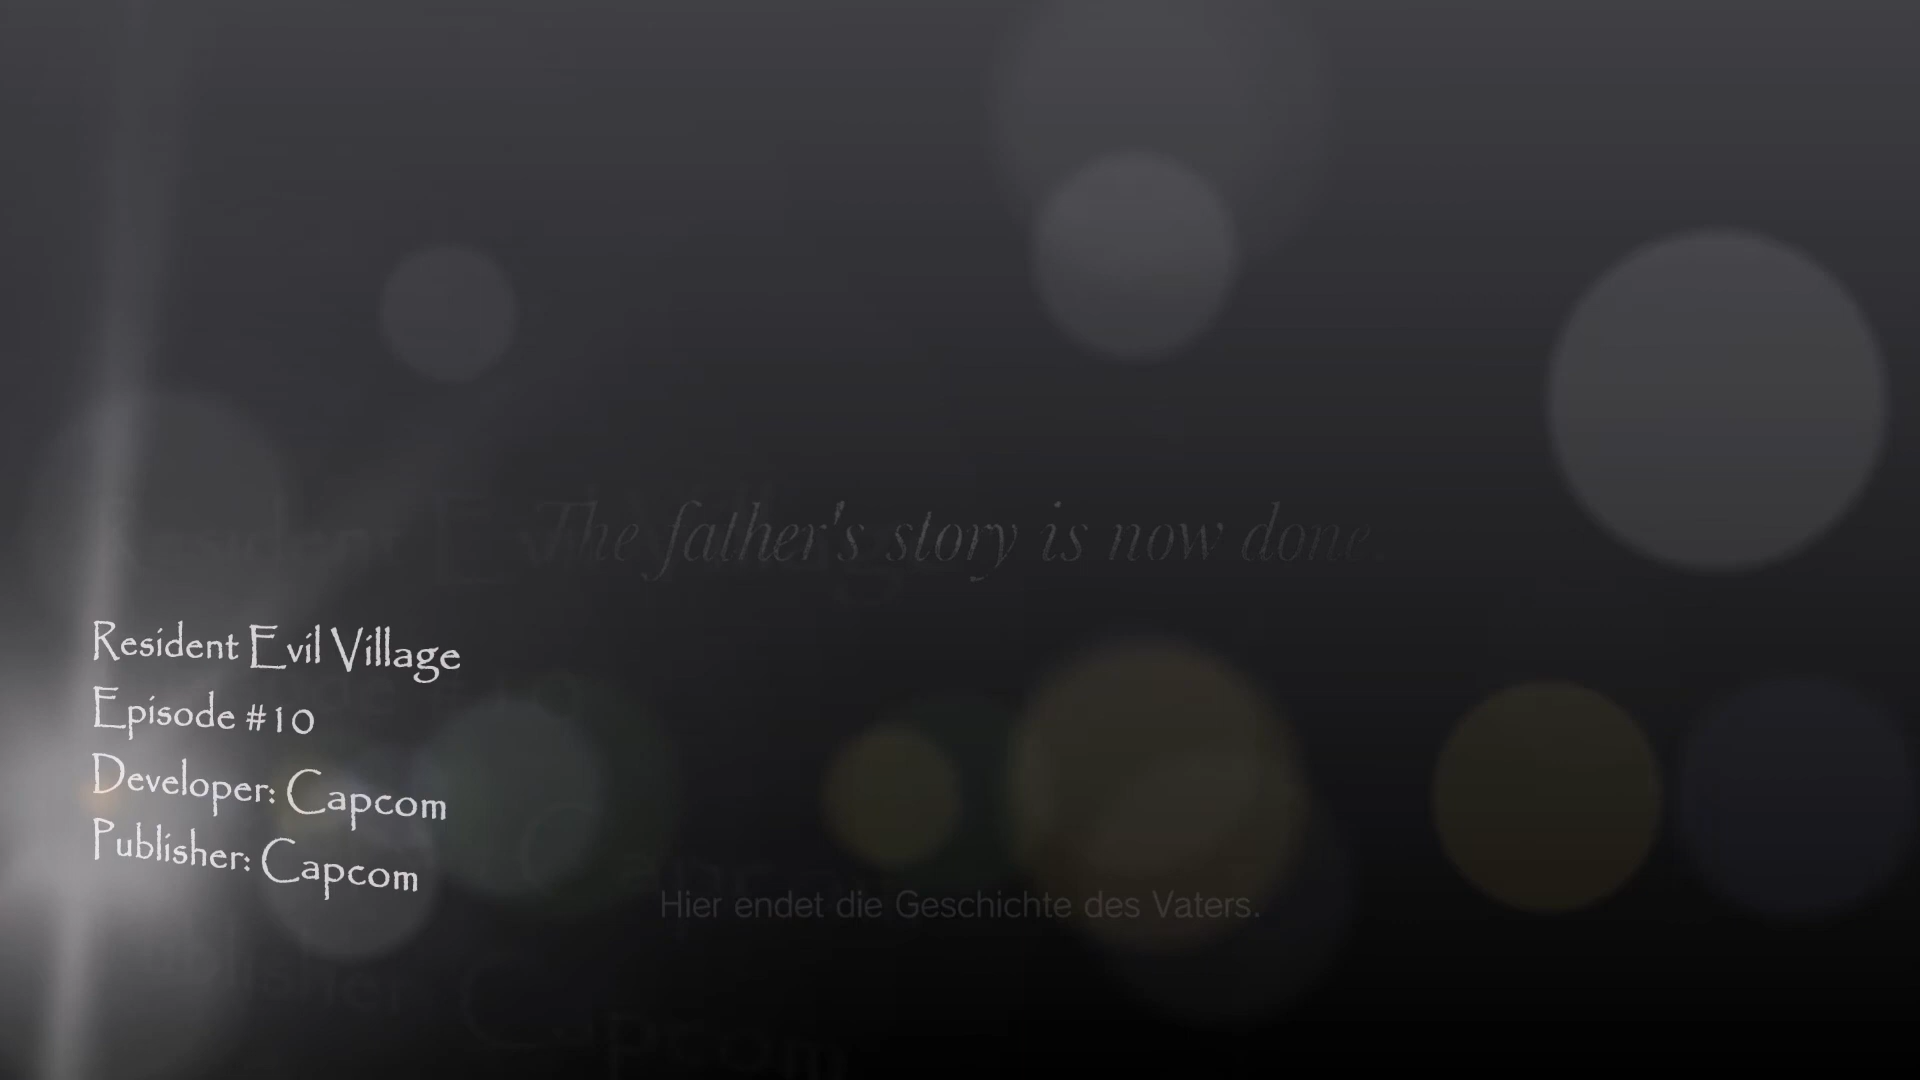 The father's story is now done.
Resident Evil Village
Episode #10
Developer: Capcom
Publisher: Capcom
Hier endet die Geschichte des Vaters.